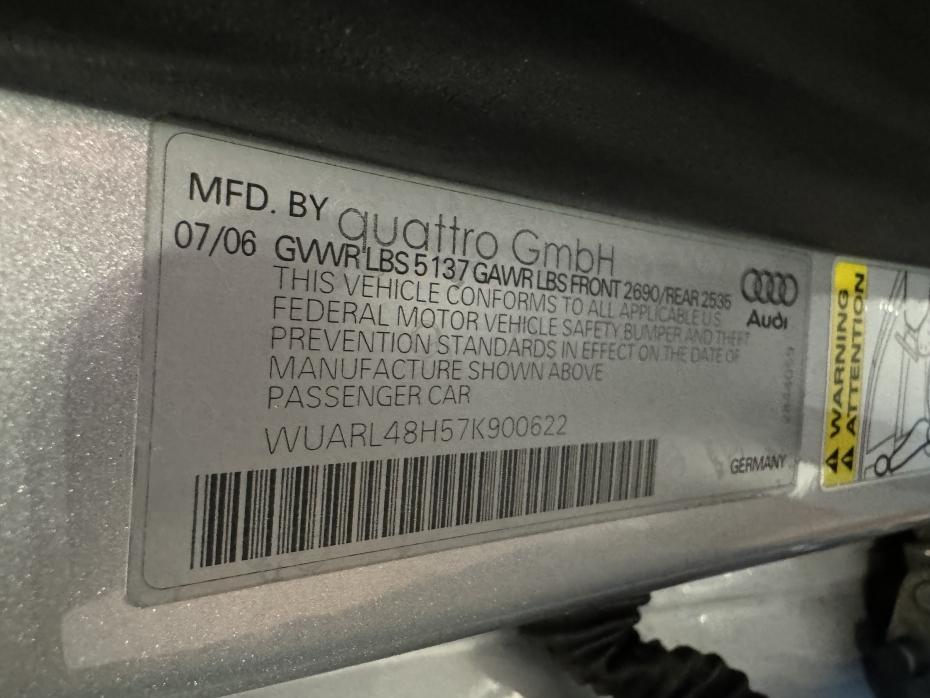 MFD. BY quattro GmbH
07/06 GVWR LBS 5137 GAWR LBS FRONT 2690/REAR 2535
THIS VEHICLE CONFORMS TO ALL APPLICABLE U.S.
FEDERAL MOTOR VEHICLE SAFETY BUMPER AND THEFT
PREVENTION STANDARDS IN EFFECT ON THE DATE OF
MANUFACTURE SHOWN ABOVE
PASSENGER CAR
WUARL48H57K900622
Audi
GERMANY
WARNING
ATTENTION